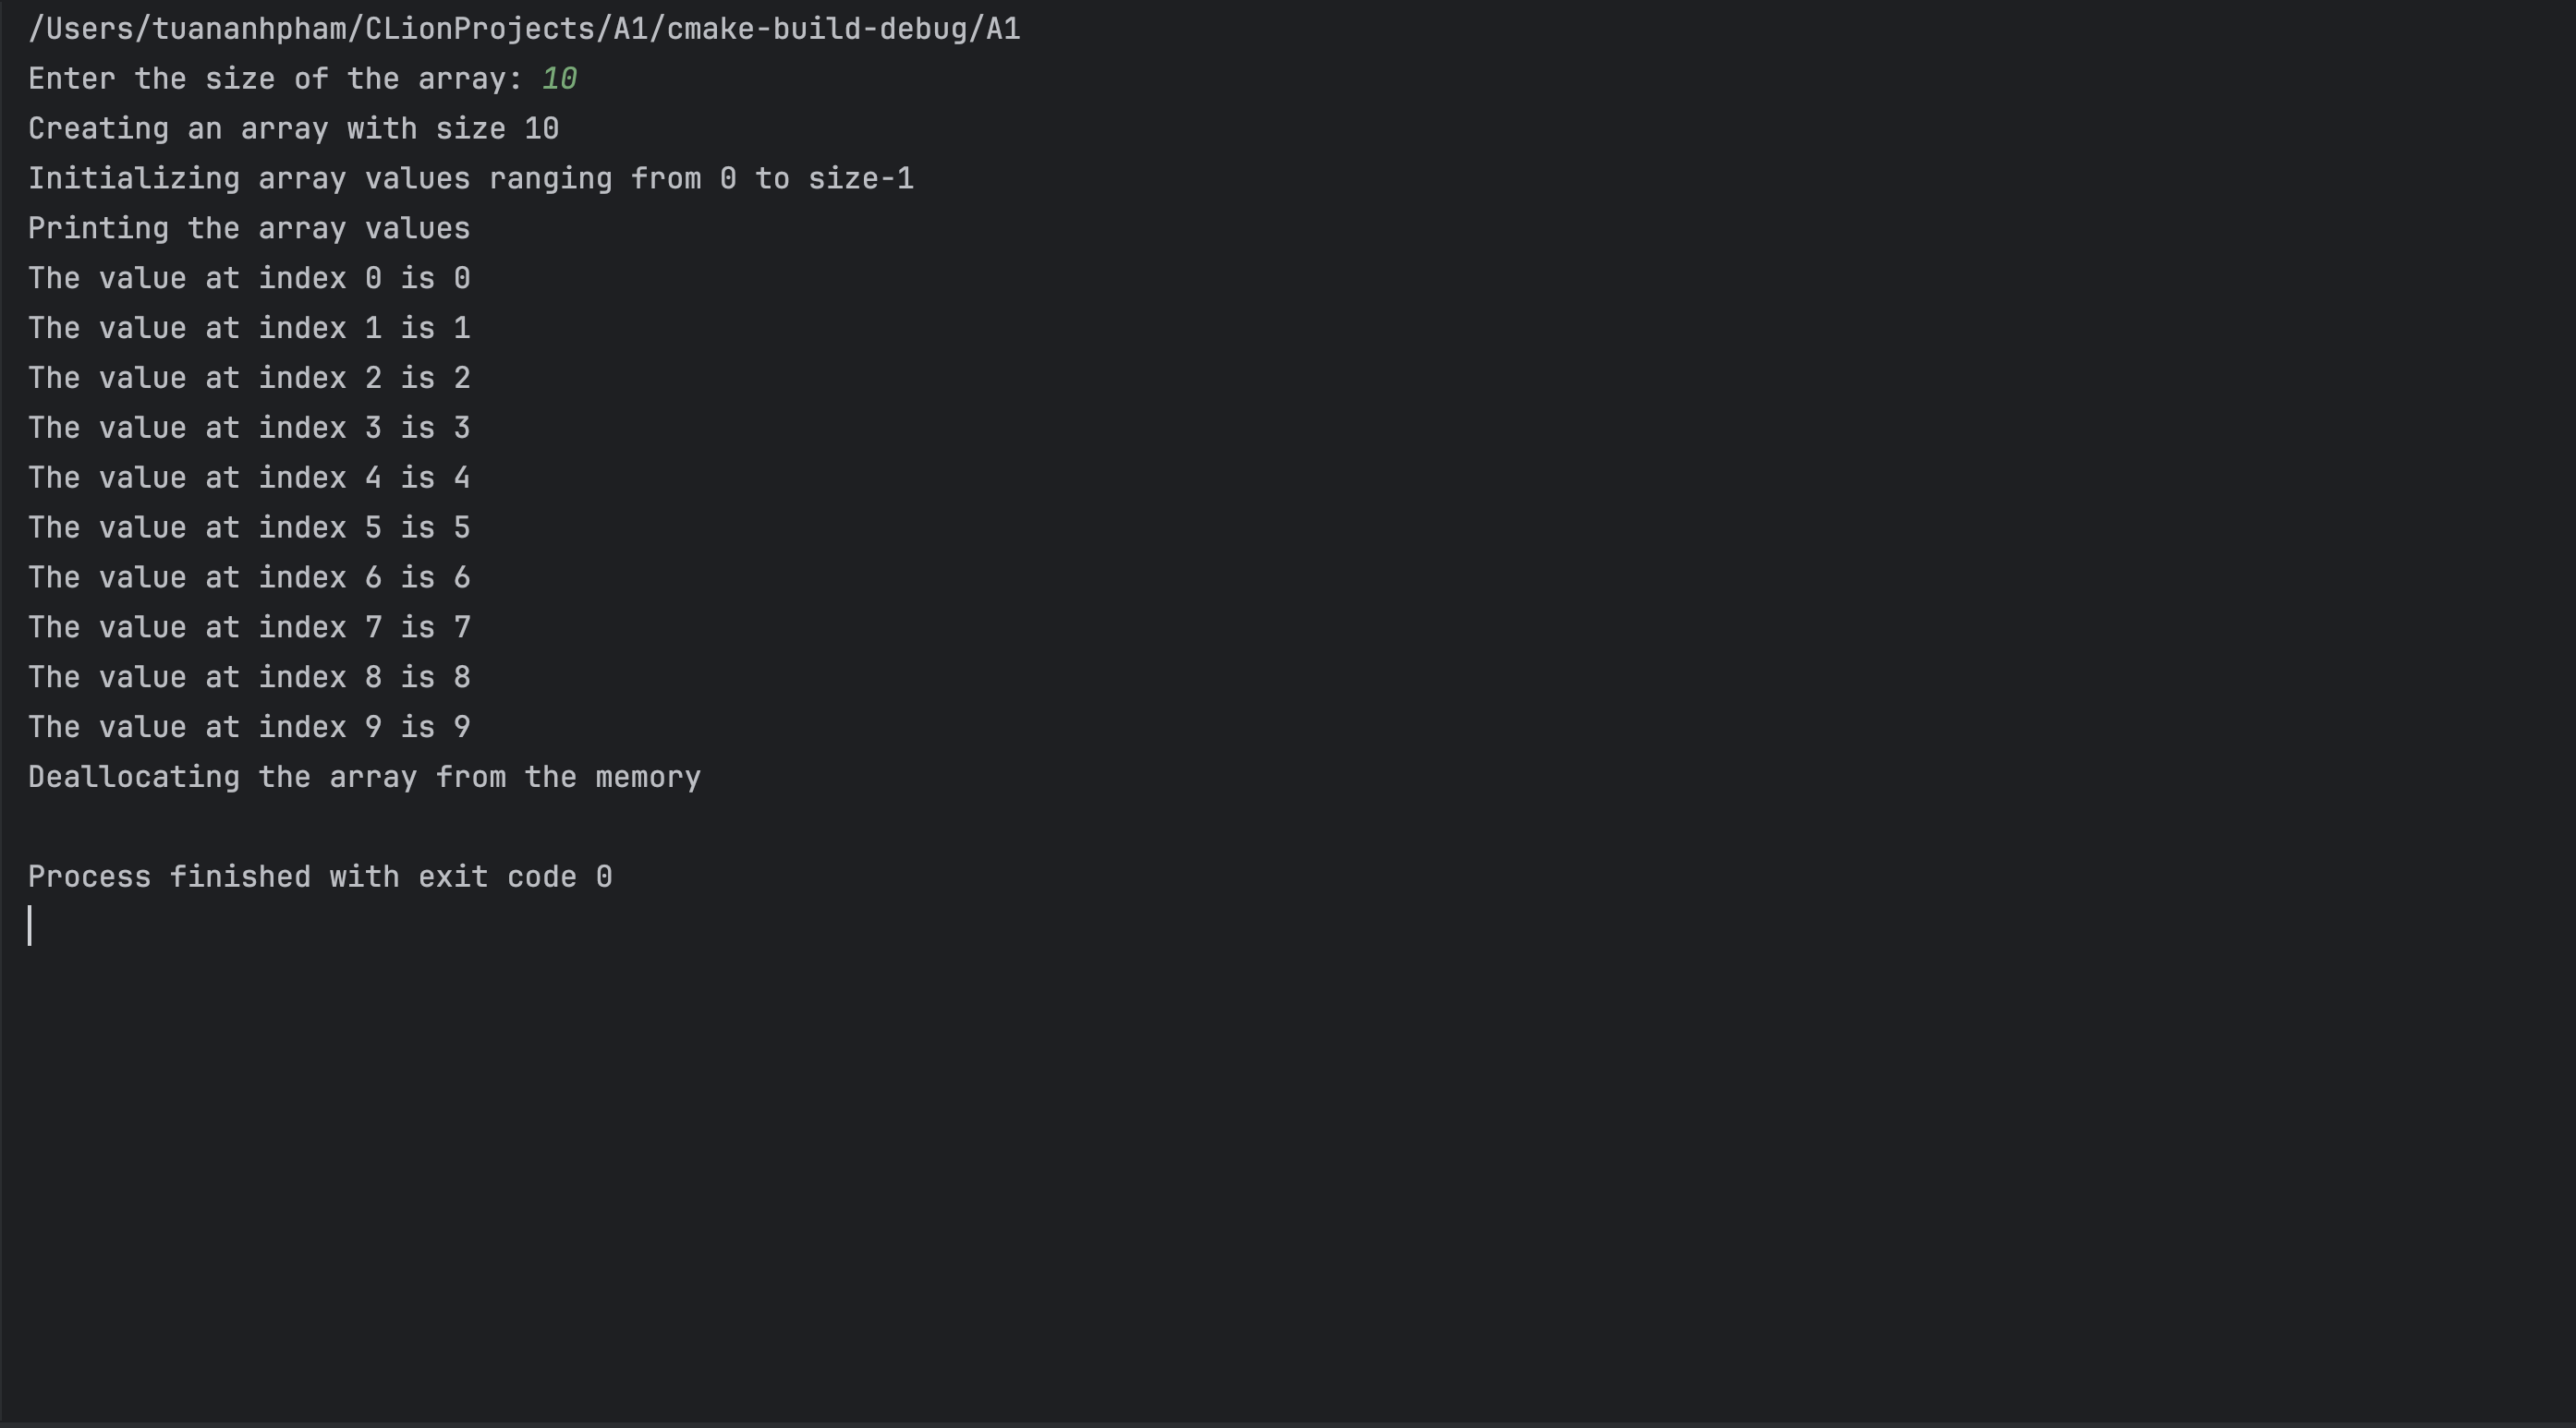 /Users/tuananhpham/CLionProjects/A1/cmake-build-debug/A1
Enter the size of the array: 10
Creating an array with size 10
Initializing array values ranging from 0 to size-1
Printing the array values
The value at index 0 is 0
The value at index 1 is 1
The value at index 2 is 2
The value at index 3 is 3
The value at index 4 is 4
The value at index 5 is 5
The value at index 6 is 6
The value at index 7 is 7
The value at index 8 is 8
The value at index 9 is 9
Deallocating the array from the memory
Process finished with exit code 0